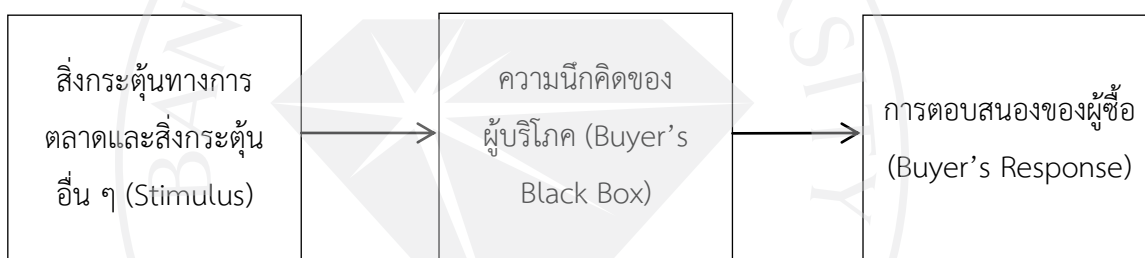 สิ่งกระตุ้นทางการ
ตลาดและสิ่งกระตุ้น
อื่น ๆ (Stimulus)
ความนึกคิดของ
ผู้บริโภค (Buyer’s
Black Box)
การตอบสนองของผู้ซื้อ
(Buyer’s Response)